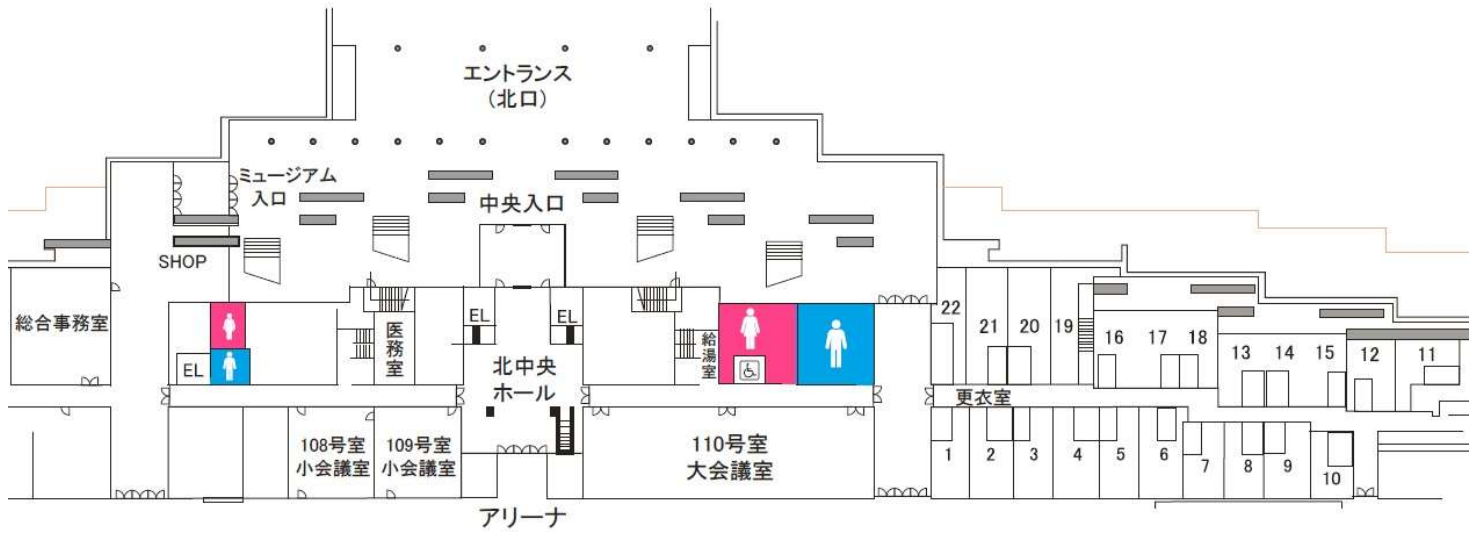 エントランス
(北口)
ミュージアム
入口
中央入口
SHOP
総合事務室
EL
医務室
EL
EL
北中央
ホール
給湯室
22
21
20
19
16
17
18
13
14
15
12
11
更衣室
108号室
小会議室
109号室
小会議室
110号室
大会議室
1
2
3
4
5
6
7
8
9
10
アリーナ